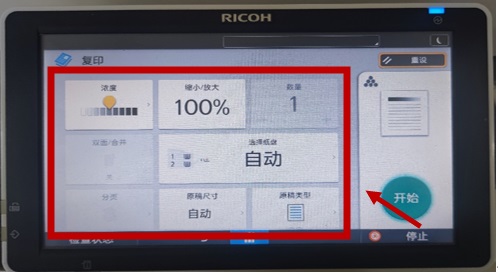 RICOH
复印
重设
浓度
缩小/放大
数量
100%
1
双面/合并
选择纸盘
1
2
自动
分页
原稿尺寸
原稿类型
自动
开始
检查状态
停止